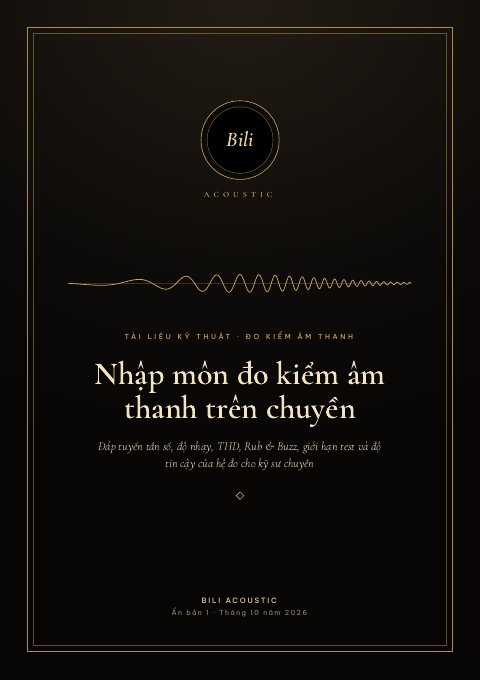 Bili
ACOUSTIC
TÀI LIỆU KỸ THUẬT · ĐO KIỂM ÂM THANH
Nhập môn đo kiểm âm
thanh trên chuyền
Đáp tuyến tần số, độ nhạy, THD, Rub & Buzz, giới hạn test và độ
tin cậy của hệ đo cho kỹ sư chuyền
BILI ACOUSTIC
Ấn bản 1 · Tháng 10 năm 2026